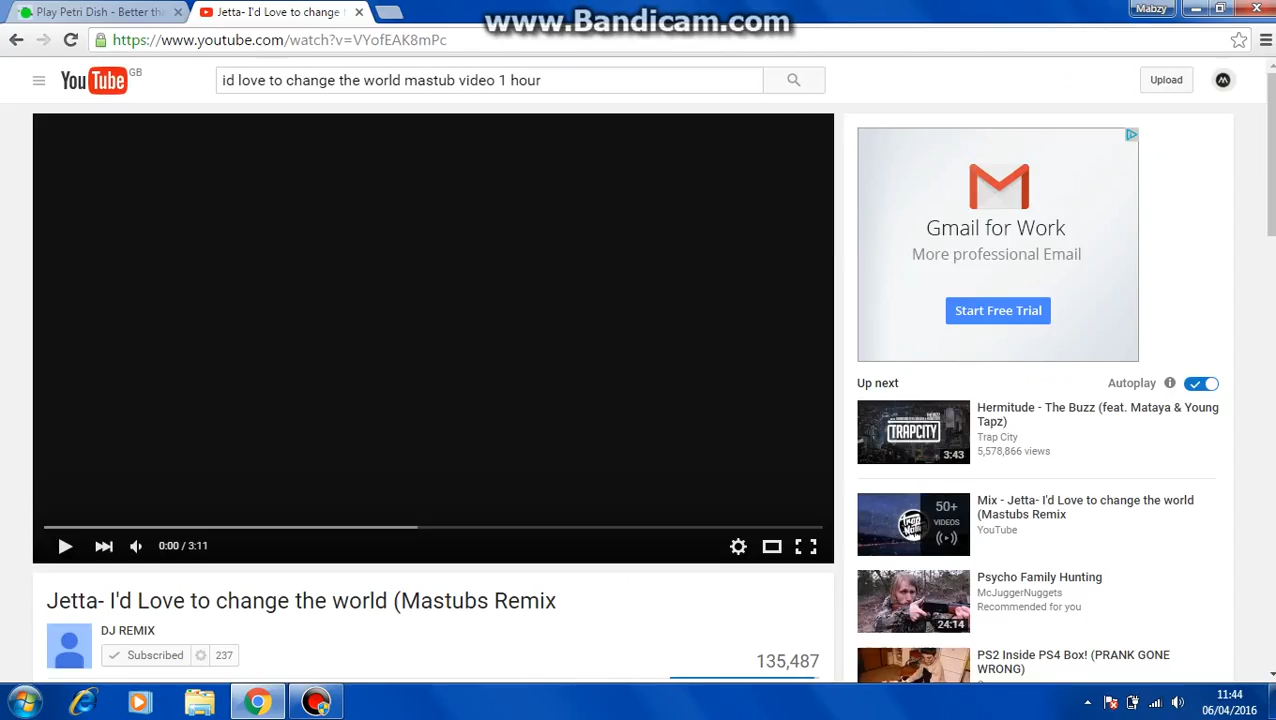 Play Petri Dish - Better tha
Jetta- I'd Love to change
www.Bandicam.com
Mabzy
https://www.youtube.com/watch?v=VYofEAK8mPc
YouTube GB
id love to change the world mastub video 1 hour
Upload
Gmail for Work
More professional Email
Start Free Trial
Up next
Autoplay
Hermitude - The Buzz (feat. Mataya & Young
Tapz)
Trap City
5,578,866 views
TRAPCITY
3:43
Mix - Jetta- I'd Love to change the world
(Mastubs Remix
YouTube
50+
VIDEOS
0:00 / 3:11
Psycho Family Hunting
McJuggerNuggets
Recommended for you
24:14
Jetta- I'd Love to change the world (Mastubs Remix
DJ REMIX
Subscribed 237
135,487
PS2 Inside PS4 Box! (PRANK GONE
WRONG)
11:44
06/04/2016